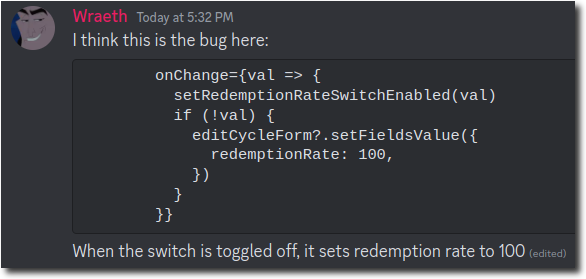 Wraeth Today at 5:32 PM
I think this is the bug here:
onChange={val => {
setRedemptionRateSwitchEnabled(val)
if (!val) {
editCycleForm?.setFieldsValue({
redemptionRate: 100,
})
}
}}
When the switch is toggled off, it sets redemption rate to 100 (edited)